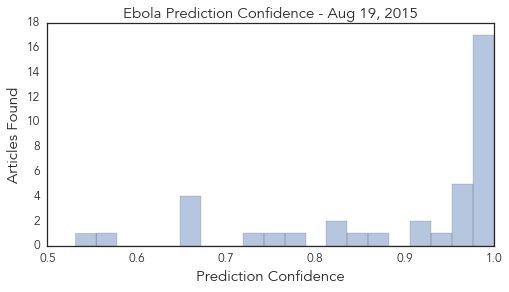 Ebola Prediction Confidence - Aug 19, 2015
18
16
14
12
10
8
6
4
2
0
Articles Found
0.5 0.6 0.7 0.8 0.9 1.0
Prediction Confidence